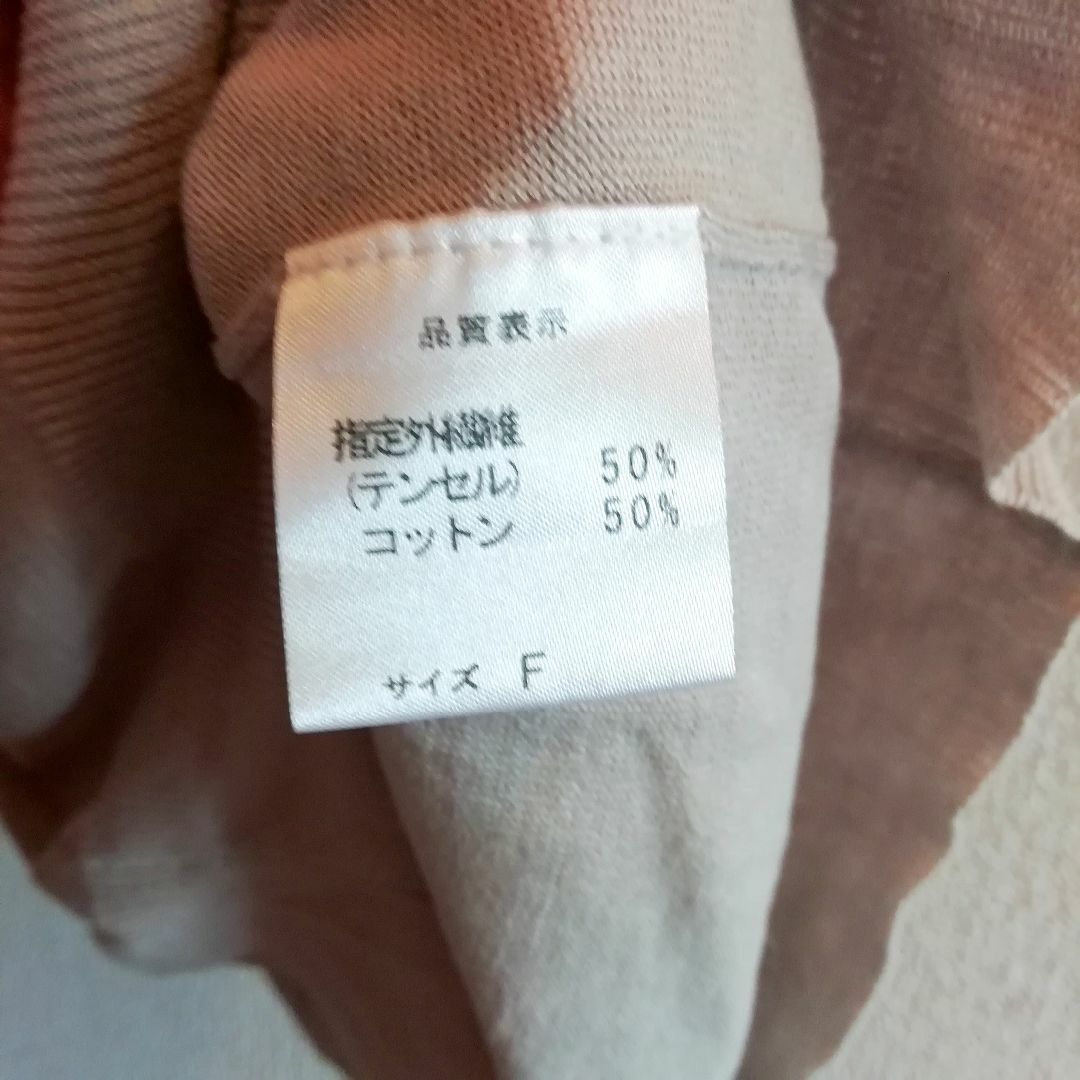 品質表示
指定外繊維
(テンセル) 50%
コットン 50%
サイズ F